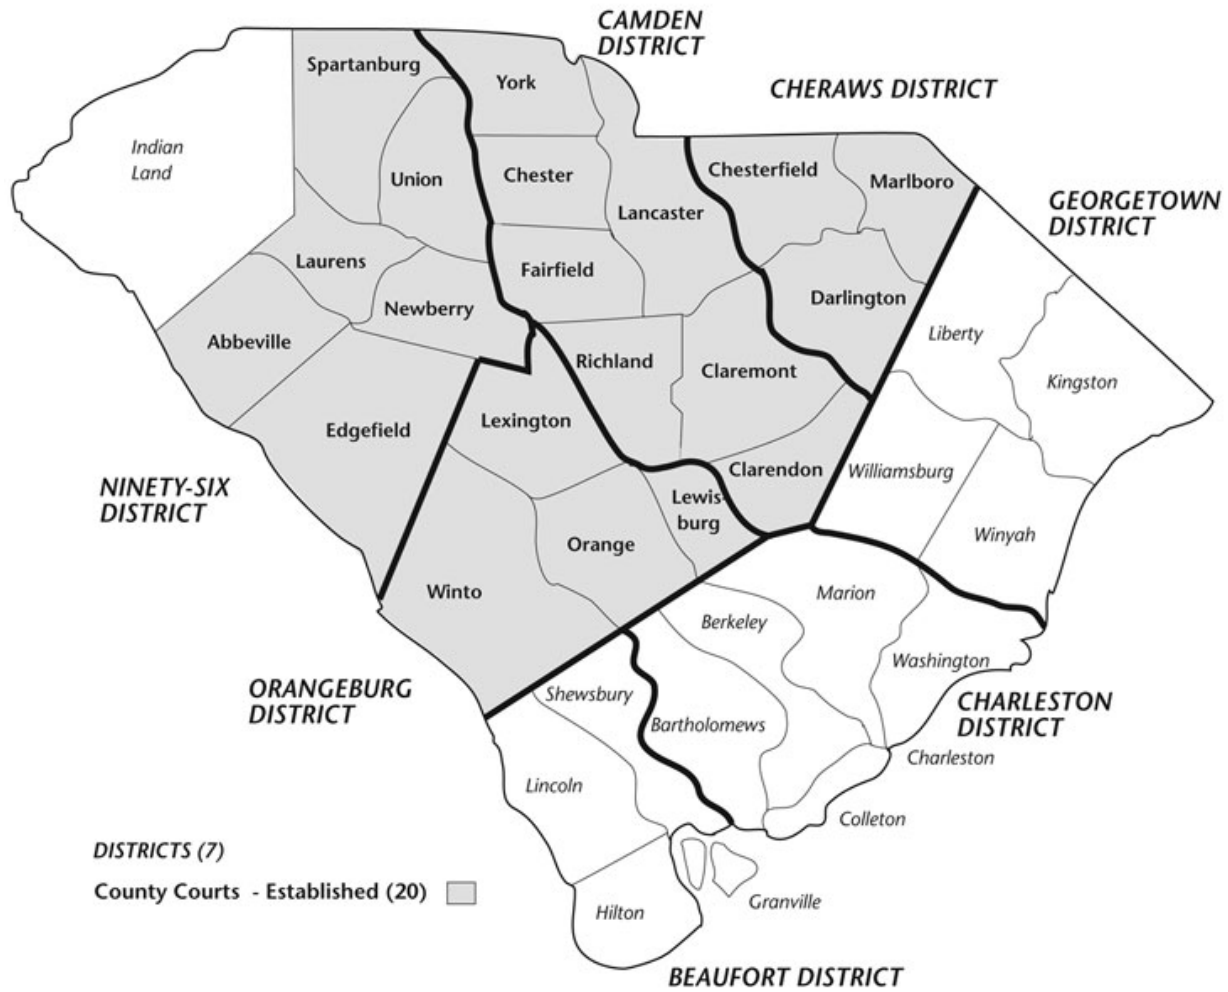 CAMDEN
DISTRICT
CHERAWS DISTRICT
Spartanburg
York
Indian
Land
Union
Chester
Chesterfield
Marlboro
GEORGETOWN
DISTRICT
Lancaster
Laurens
Fairfield
Newberry
Darlington
Abbeville
Richland
Claremont
Liberty
Kingston
Edgefield
Lexington
NINETY-SIX
DISTRICT
Clarendon
Williamsburg
Lewis-
burg
Orange
Winyah
Winto
Marion
Berkeley
Washington
ORANGEBURG
DISTRICT
Shewsbury
Bartholomews
CHARLESTON
DISTRICT
Charleston
Lincoln
Colleton
DISTRICTS (7)
County Courts - Established (20)
Granville
Hilton
BEAUFORT DISTRICT